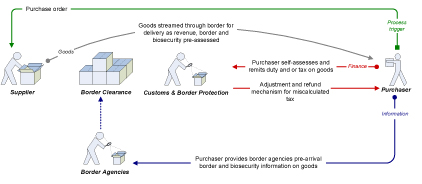 Purchase order
Process
trigger
Goods streamed through border for
delivery as revenue, border and
biosecurity pre-assessed
Goods
Purchaser self-assesses and
remits duty and or tax on goods
Finance
Supplier
Border Clearance
Customs & Border Protection
Adjustment and refund
mechanism for miscalculated
tax
Purchaser
Information
Purchaser provides border agencies pre-arrival
border and biosecurity information on goods
Border Agencies